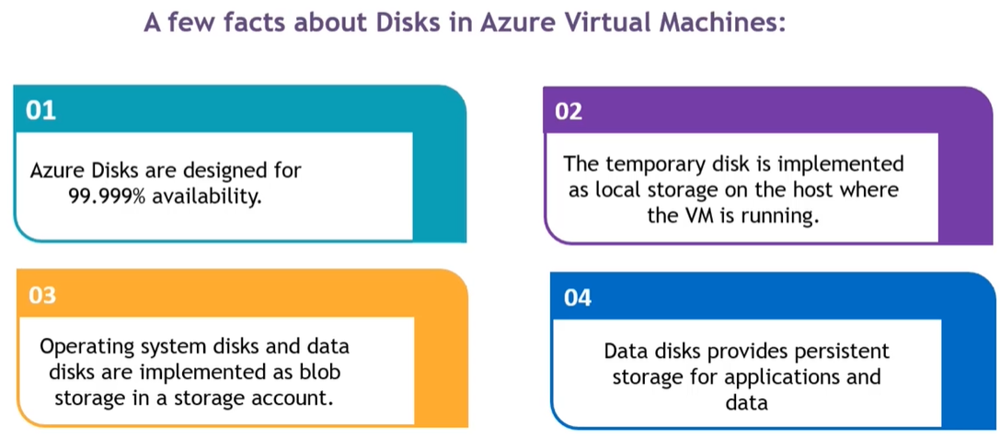 A few facts about Disks in Azure Virtual Machines:
01
Azure Disks are designed for
99.999% availability.
02
The temporary disk is implemented
as local storage on the host where
the VM is running.
03
Operating system disks and data
disks are implemented as blob
storage in a storage account.
04
Data disks provides persistent
storage for applications and
data